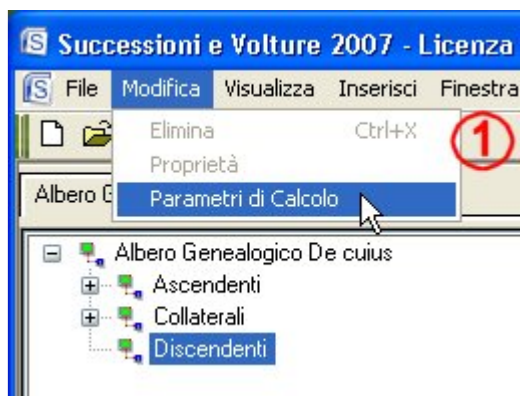 Successioni e Volture 2007 - Licenza
File Modifica Visualizza Inserisci Finestra
Elimina Ctrl+X
1
Proprietà
Albero G
Parametri di Calcolo
Albero Genealogico De cuius
Ascendenti
Collaterali
Discendenti